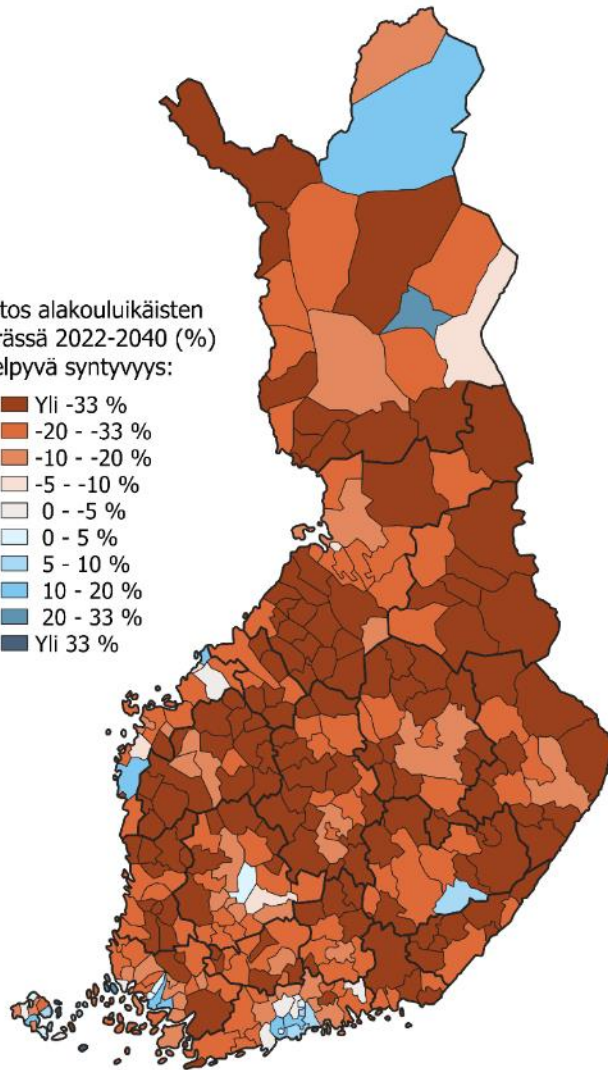 tos alakouluikäisten
rässä 2022-2040 (%)
elpyvä syntyvyys:
Yli -33 %
-20 - -33 %
-10 - -20 %
-5 - -10 %
0 - -5 %
0 - 5 %
5 - 10 %
10 - 20 %
20 - 33 %
Yli 33 %